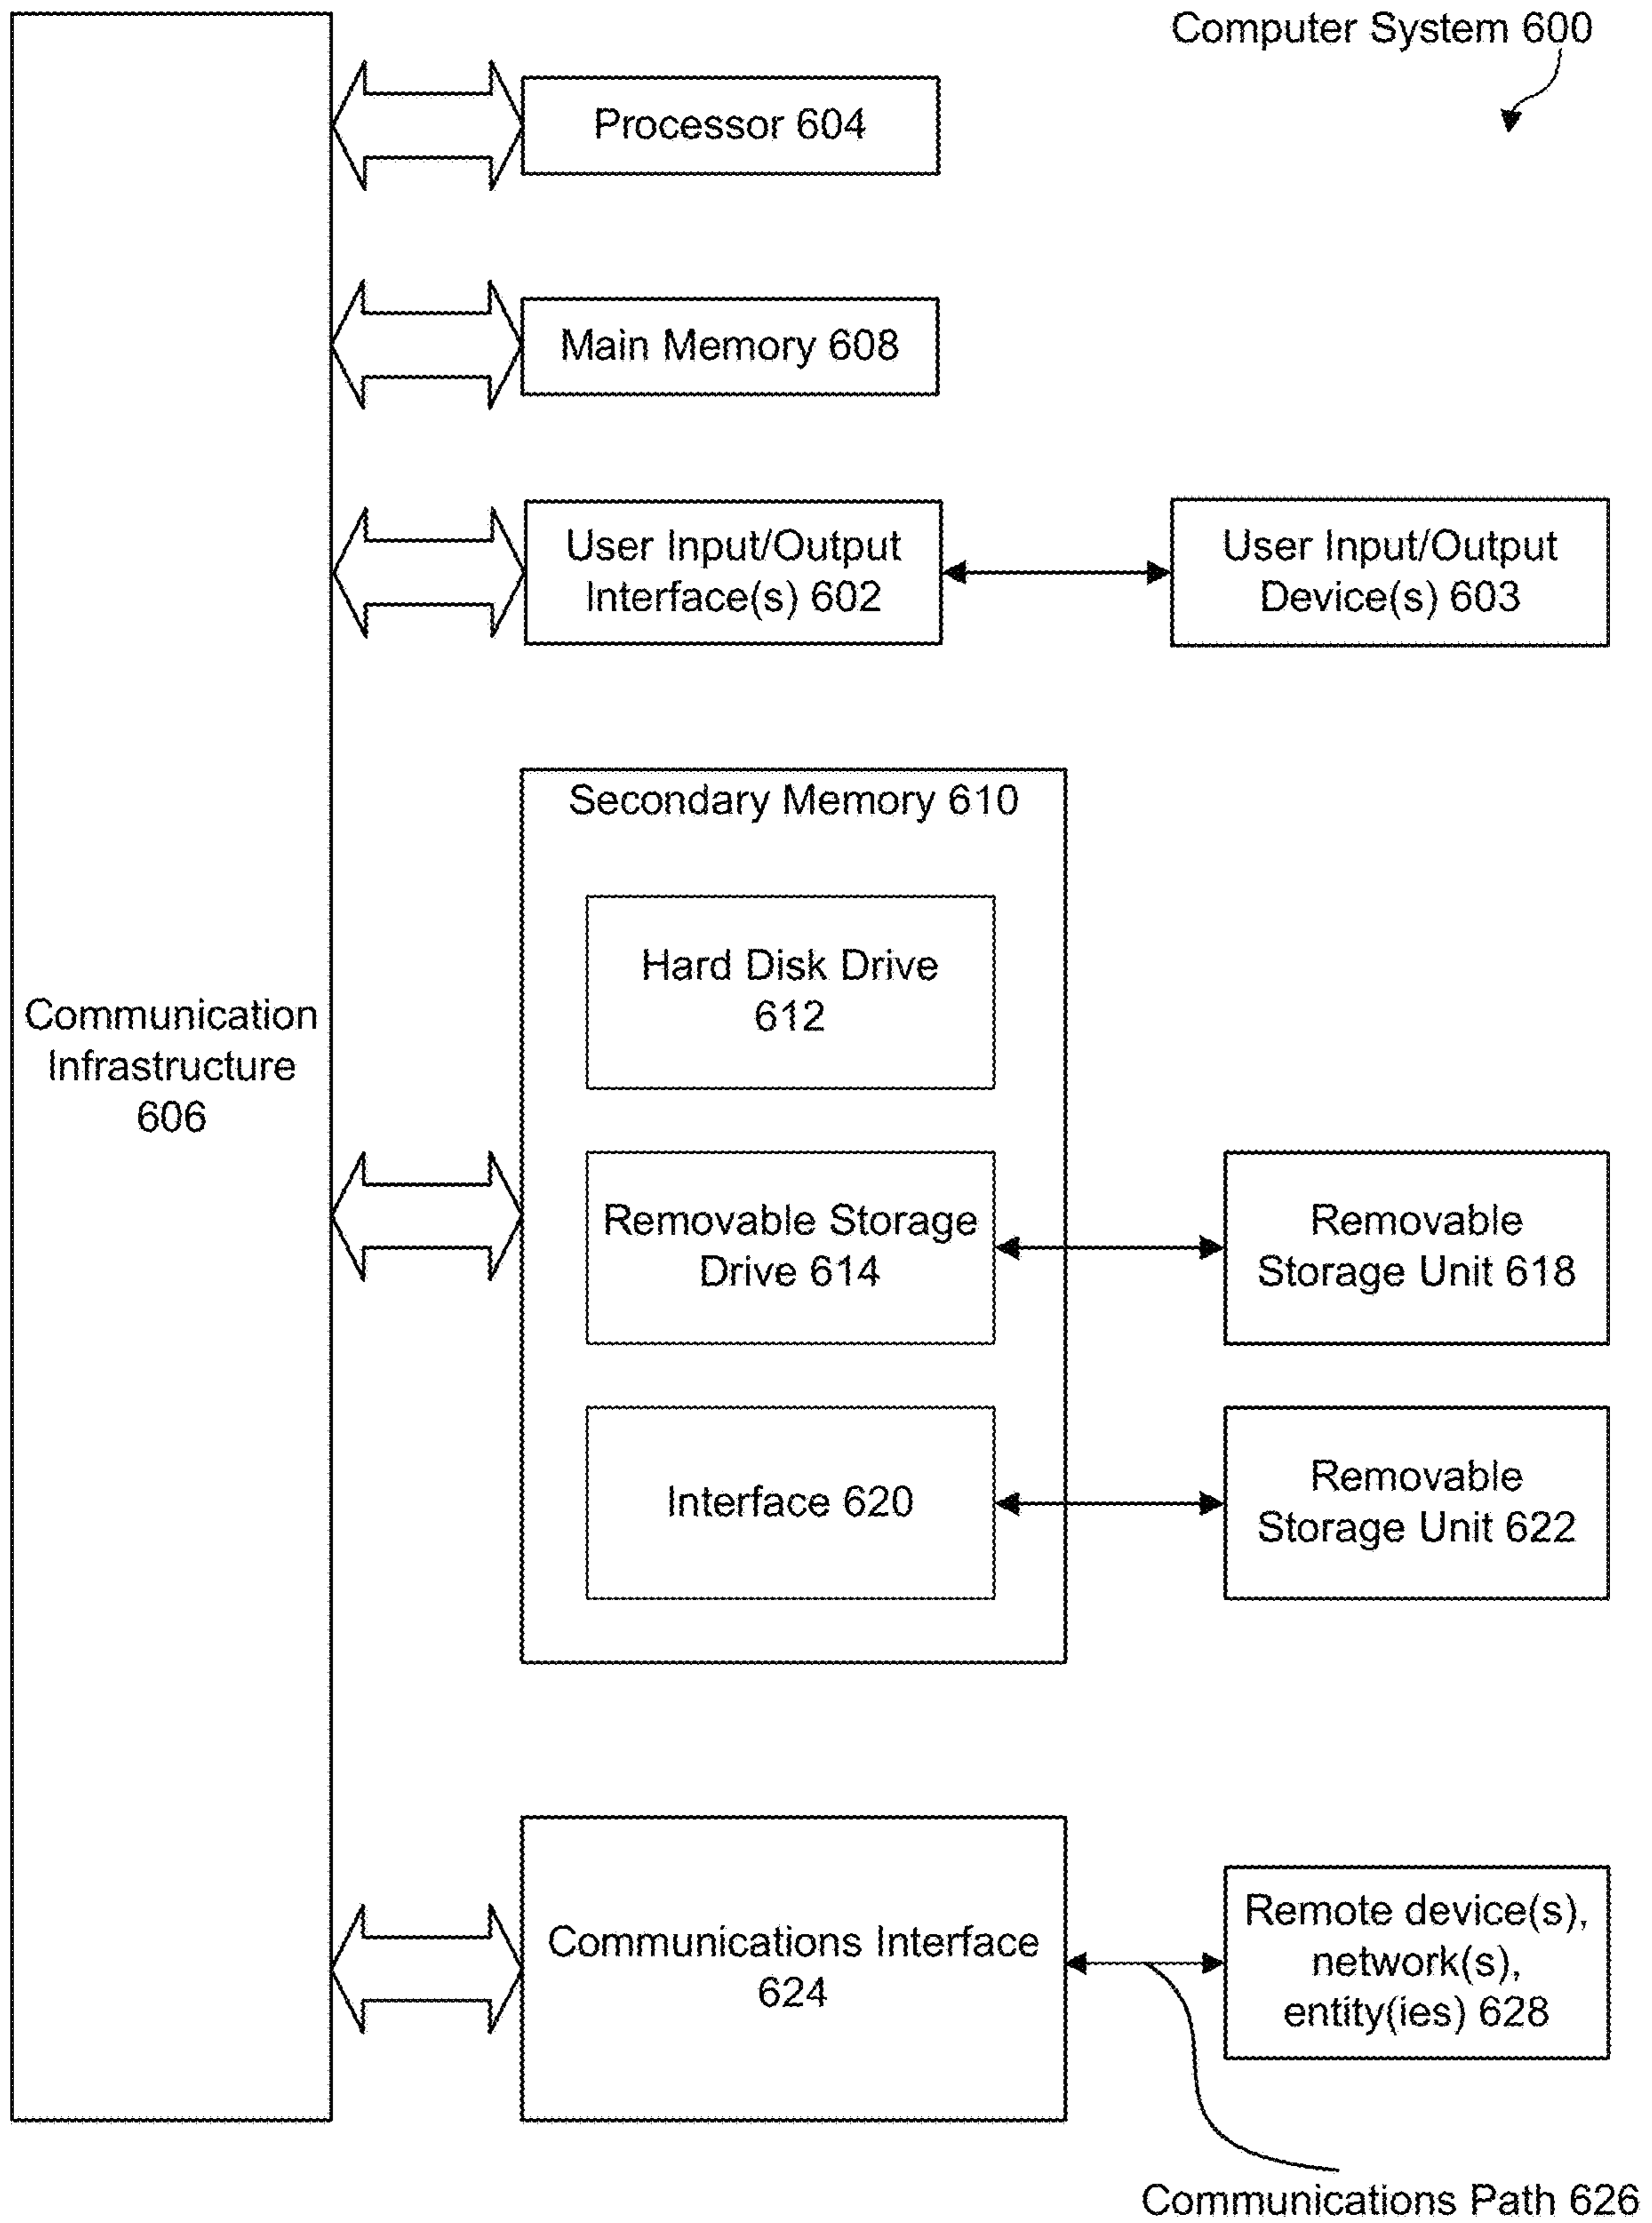 Computer System 600
Processor 604
Main Memory 608
User Input/Output
Interface(s) 602
User Input/Output
Device(s) 603
Secondary Memory 610
Hard Disk Drive
612
Communication
Infrastructure
606
Removable Storage
Drive 614
Removable
Storage Unit 618
Interface 620
Removable
Storage Unit 622
Communications Interface
624
Remote device(s),
network(s),
entity(ies) 628
Communications Path 626